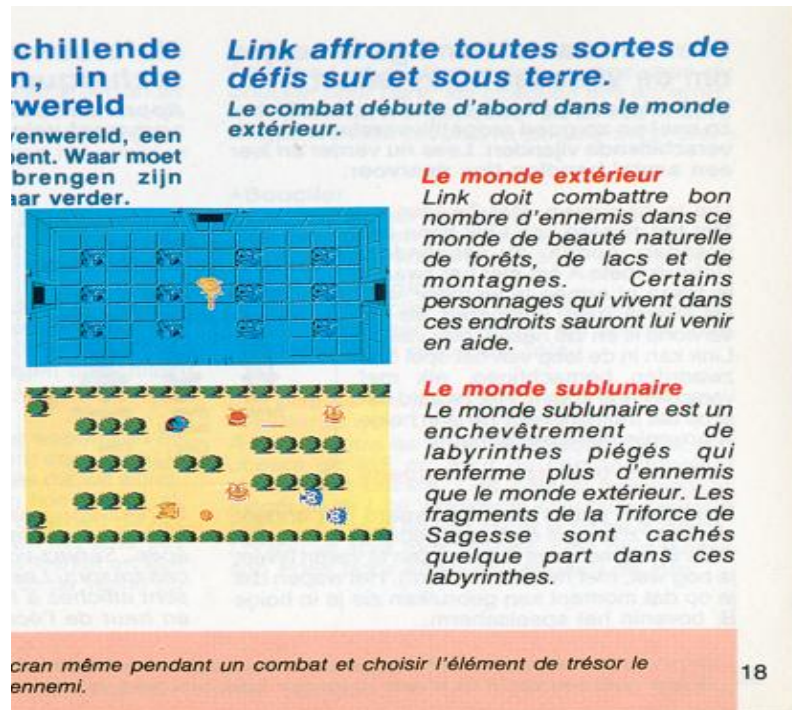 chillende
n, in de
wereld
venwereld, een
ent. Waar moet
brengen zijn
ar verder.
Link affronte toutes sortes de
défis sur et sous terre.
Le combat débute d'abord dans le monde
extérieur.
Le monde extérieur
Link doit combattre bon
nombre d'ennemis dans ce
monde de beauté naturelle
de forêts, de lacs et de
montagnes. Certains
personnages qui vivent dans
ces endroits sauront lui venir
en aide.
Le monde sublunaire
Le monde sublunaire est un
enchevêtrement de
labyrinthes piégés qui
renferme plus d'ennemis
que le monde extérieur. Les
fragments de la Triforce de
Sagesse sont cachés
quelque part dans ces
labyrinthes.
cran même pendant un combat et choisir l'élément de trésor le
ennemi.
18